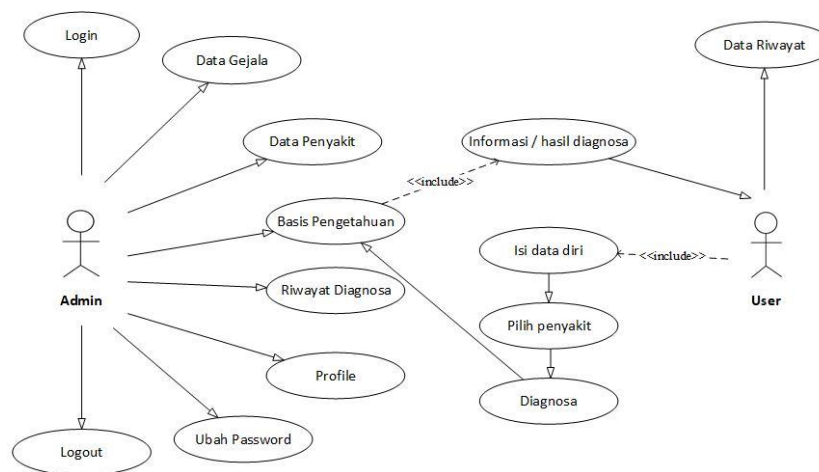 Login
Data Gejala
Data Riwayat
Data Penyakit
Informasi / hasil diagnosa
<<include>>
Basis Pengetahuan
Isi data diri
<<include>>
Riwayat Diagnosa
Admin
User
Pilih penyakit
Profile
Diagnosa
Ubah Password
Logout